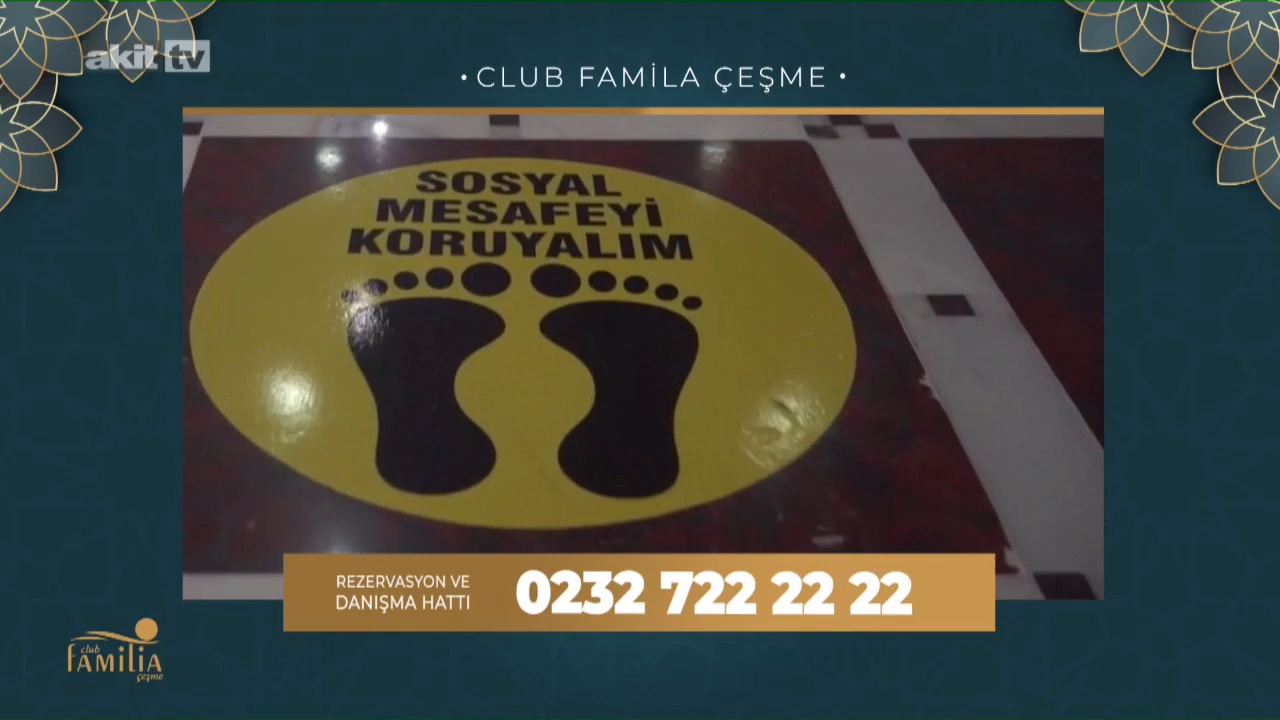 akit tv
• CLUB FAMİLA ÇEŞME •
SOSYAL
MESAFEYİ
KORUYALIM
REZERVASYON VE
DANIŞMA HATTI
0232 722 22 22
club
FAMiliA
çeşme